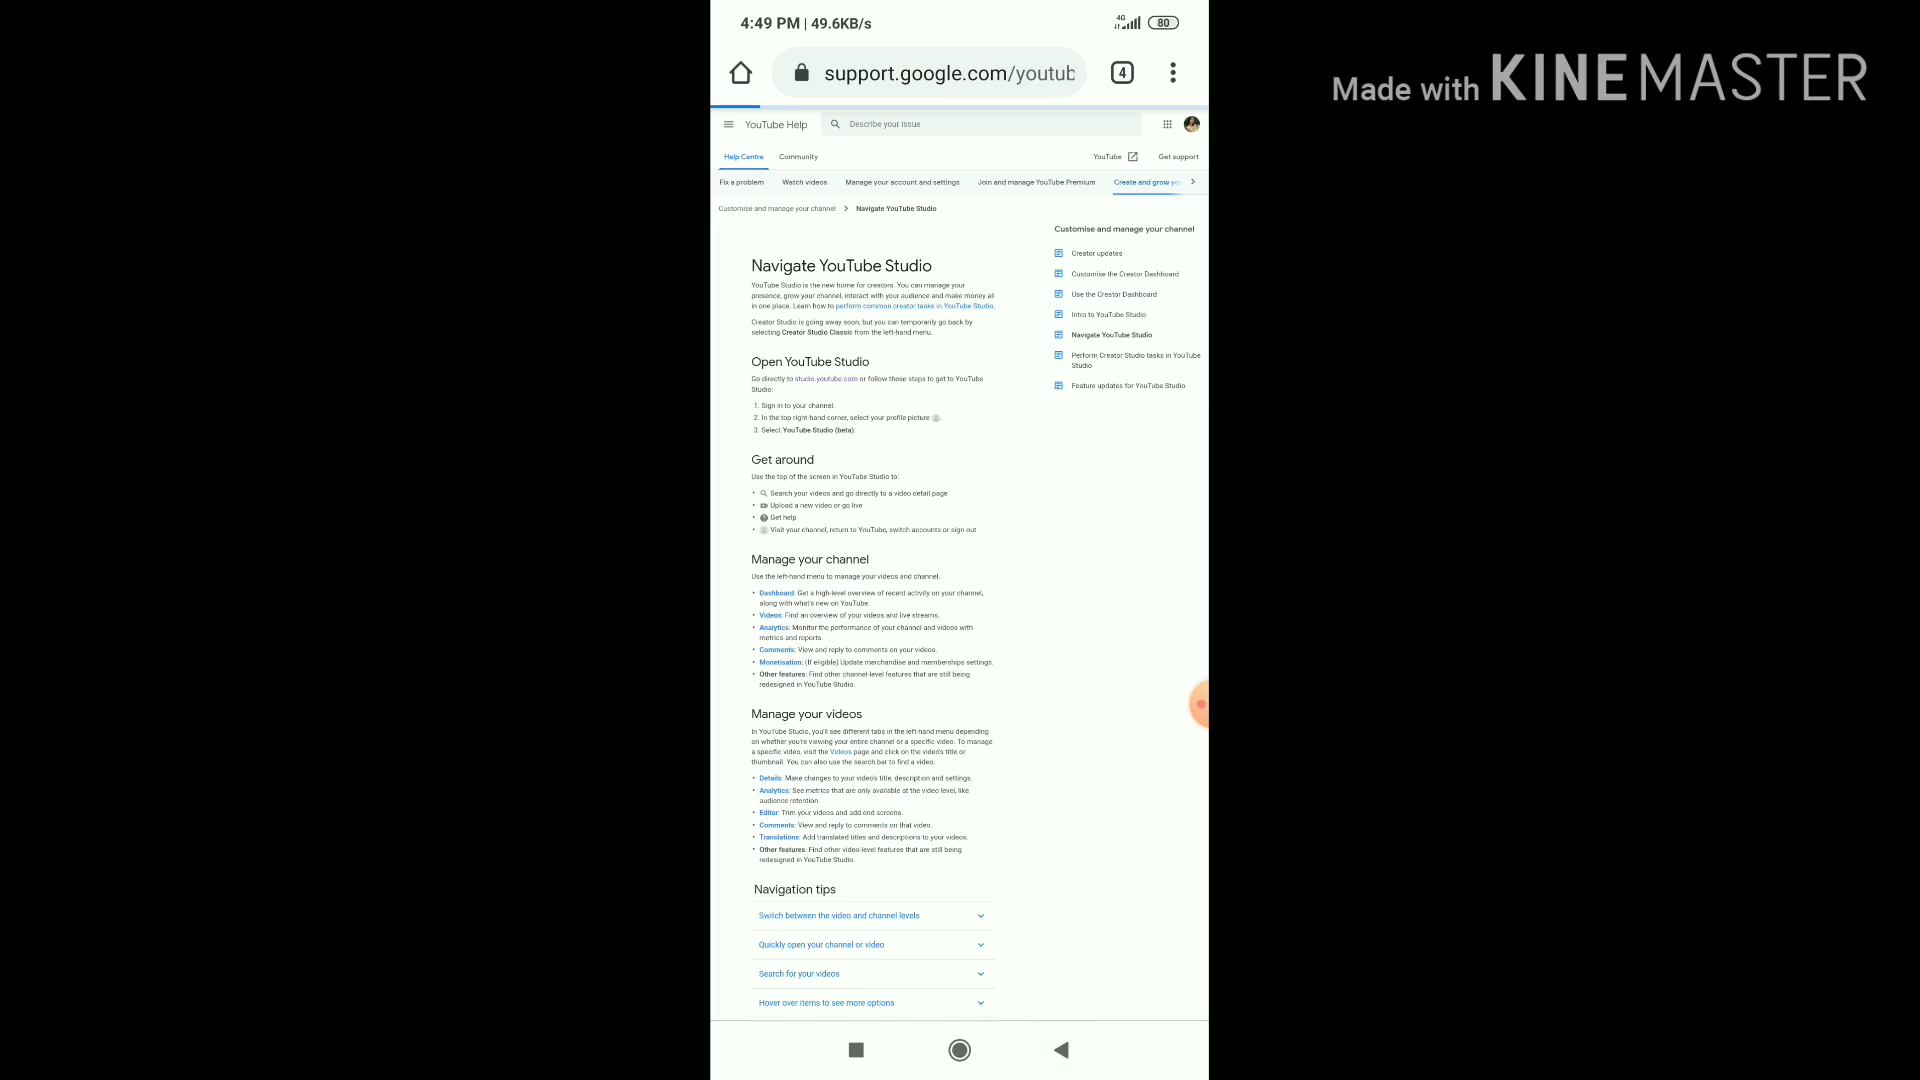 4:49 PM | 49.6KB/s
4G
80
Made with KINEMASTER
support.google.com/youtub
4
YouTube Help
Describe your issue
Help Centre
Community
YouTube
Get support
Fix a problem
Watch videos
Manage your account and settings
Join and manage YouTube Premium
Create and grow yo
Customise and manage your channel
Navigate YouTube Studio
Navigate YouTube Studio
YouTube Studio is the new home for creators. You can manage your
presence, grow your channel, interact with your audience and make money all
in one place. Learn how to perform common creator tasks in YouTube Studio.
Creator Studio is going away soon, but you can temporarily go back by
selecting Creator Studio Classic from the left-hand menu.
Open YouTube Studio
Go directly to studio.youtube.com or follow these steps to get to YouTube
Studio:
1. Sign in to your channel.
2. In the top right-hand corner, select your profile picture .
3. Select YouTube Studio (beta).
Get around
Use the top of the screen in YouTube Studio to:
• Search your videos and go directly to a video detail page
• Upload a new video or go live
• Get help
• Visit your channel, return to YouTube, switch accounts or sign out
Manage your channel
Use the left-hand menu to manage your videos and channel.
• Dashboard: Get a high-level overview of recent activity on your channel,
along with what's new on YouTube.
• Videos: Find an overview of your videos and live streams.
• Analytics: Monitor the performance of your channel and videos with
metrics and reports.
• Comments: View and reply to comments on your videos.
• Monetisation: (If eligible) Update merchandise and memberships settings.
• Other features: Find other channel-level features that are still being
redesigned in YouTube Studio.
Manage your videos
In YouTube Studio, you'll see different tabs in the left-hand menu depending
on whether you're viewing your entire channel or a specific video. To manage
a specific video, visit the Videos page and click on the video's title or
thumbnail. You can also use the search bar to find a video.
• Details: Make changes to your video's title, description and settings.
• Analytics: See metrics that are only available at the video level, like
audience retention.
• Editor: Trim your videos and add end screens.
• Comments: View and reply to comments on that video.
• Translations: Add translated titles and descriptions to your videos.
• Other features: Find other video-level features that are still being
redesigned in YouTube Studio.
Navigation tips
Switch between the video and channel levels
Quickly open your channel or video
Search for your videos
Hover over items to see more options
Customise and manage your channel
Creator updates
Customise the Creator Dashboard
Use the Creator Dashboard
Intro to YouTube Studio
Navigate YouTube Studio
Perform Creator Studio tasks in YouTube
Studio
Feature updates for YouTube Studio